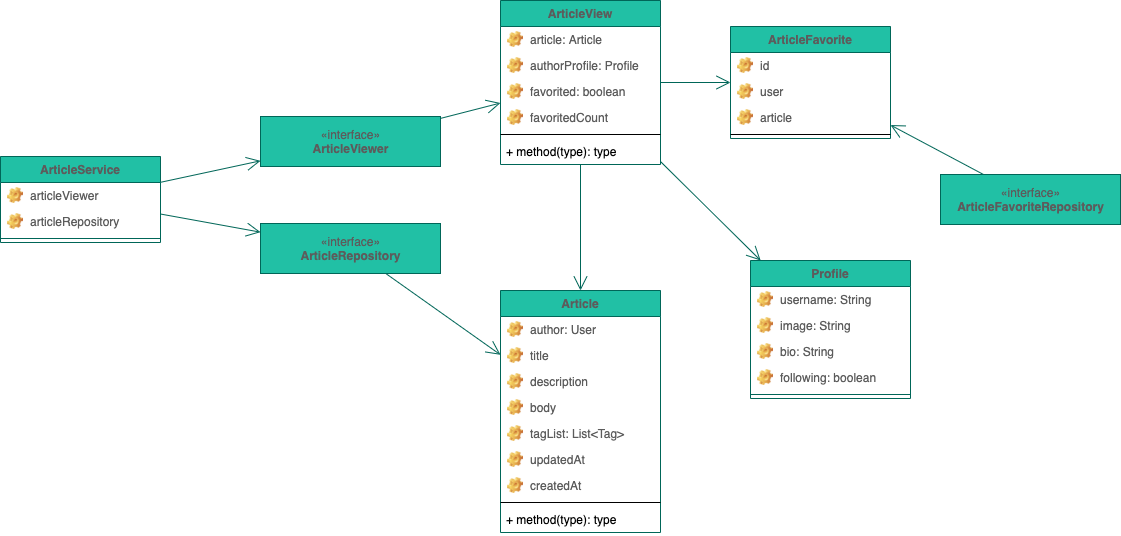 ArticleView
article: Article
authorProfile: Profile
favorited: boolean
favoritedCount
+ method(type): type
ArticleFavorite
id
user
article
«interface»
ArticleViewer
ArticleService
articleViewer
articleRepository
«interface»
ArticleFavoriteRepository
«interface»
ArticleRepository
Profile
username: String
image: String
bio: String
following: boolean
Article
author: User
title
description
body
tagList: List<Tag>
updatedAt
createdAt
+ method(type): type